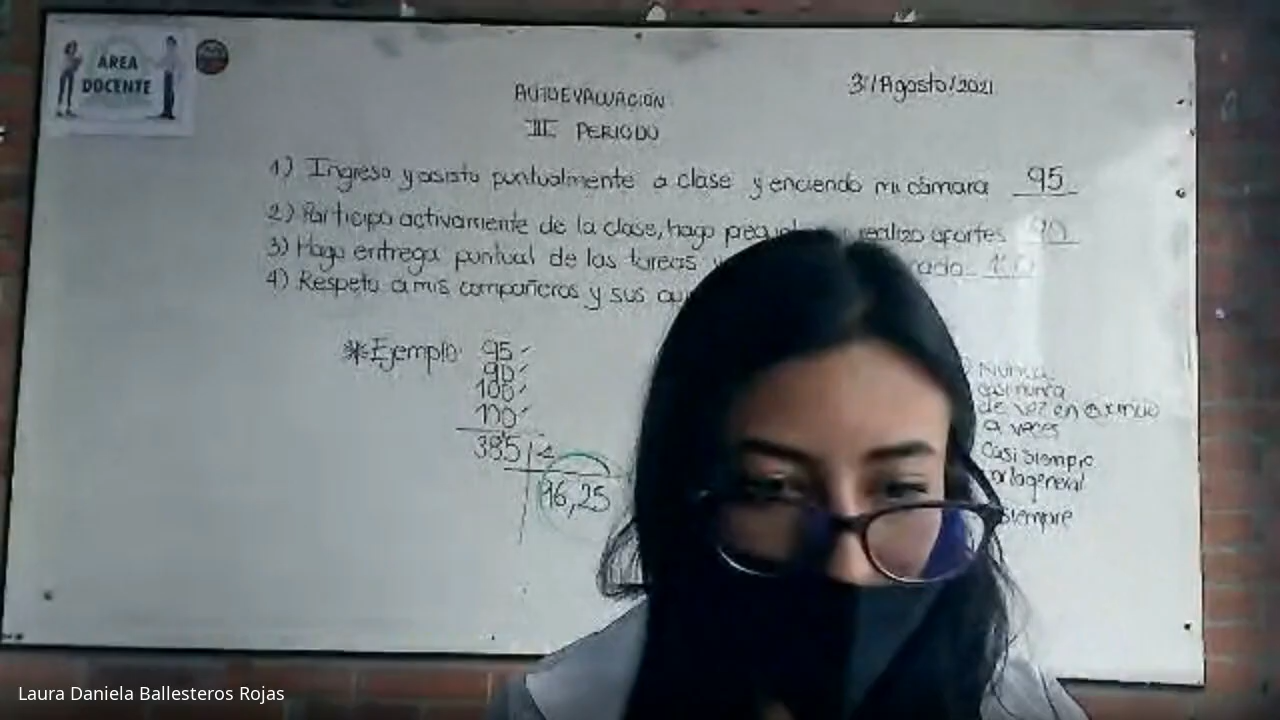 ÁREA
DOCENTE
AUTOEVALUACIÓN
III PERIODO
31/Agosto/2021
1) Ingreso y asisto puntualmente a clase y enciendo mi cámara 95
2) Participo activamente de la clase, hago realizo aportes 90
3) Hago entrega puntual de las tareas 100
4) Respeto a mis compañeros y sus
*Ejemplo: 95
90
100
100
385 4
96,25
Nunca
casi nunca
de vez en cuando
a veces
Casi siempre
por lo general
siempre
Laura Daniela Ballesteros Rojas